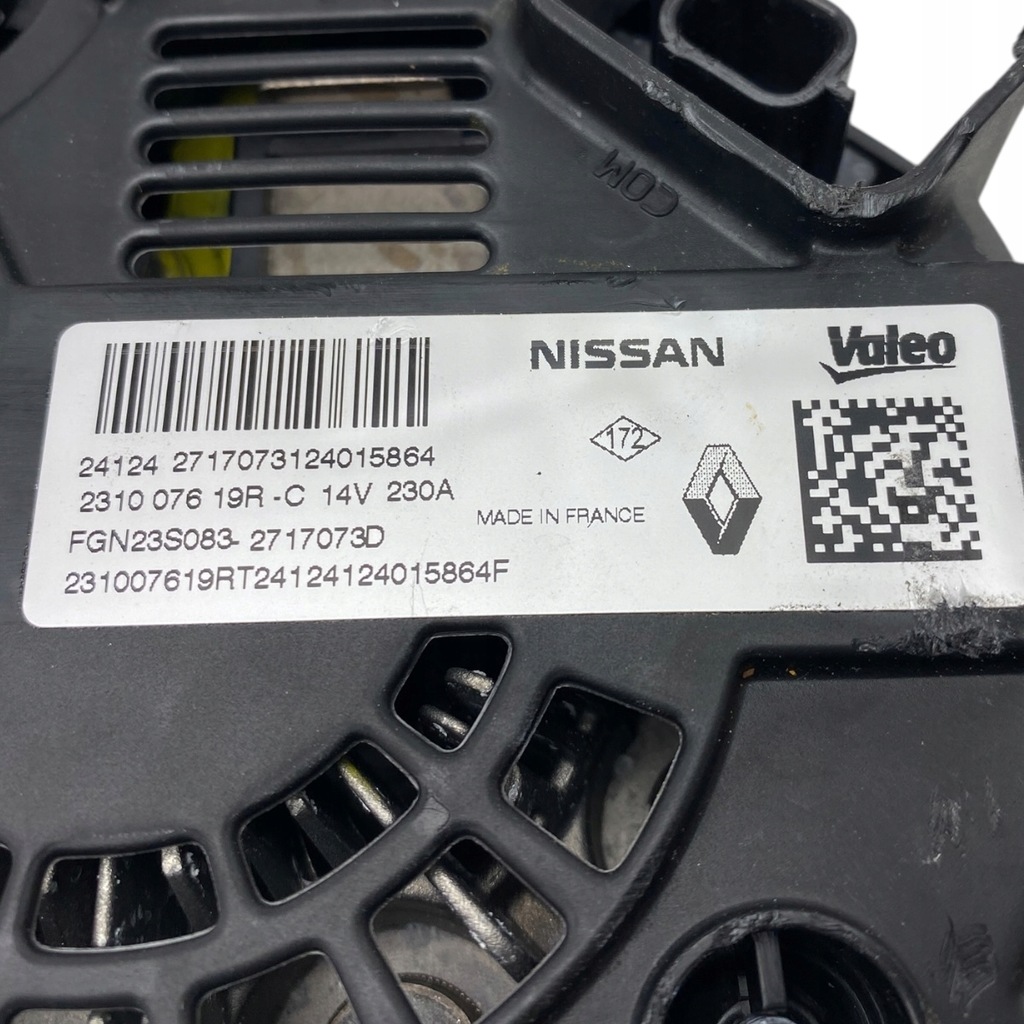 COM
NISSAN
Valeo
172
24124 2717073124015864
2310 076 19R -C 14V 230A
MADE IN FRANCE
FGN23S083- 2717073D
231007619RT24124124015864F